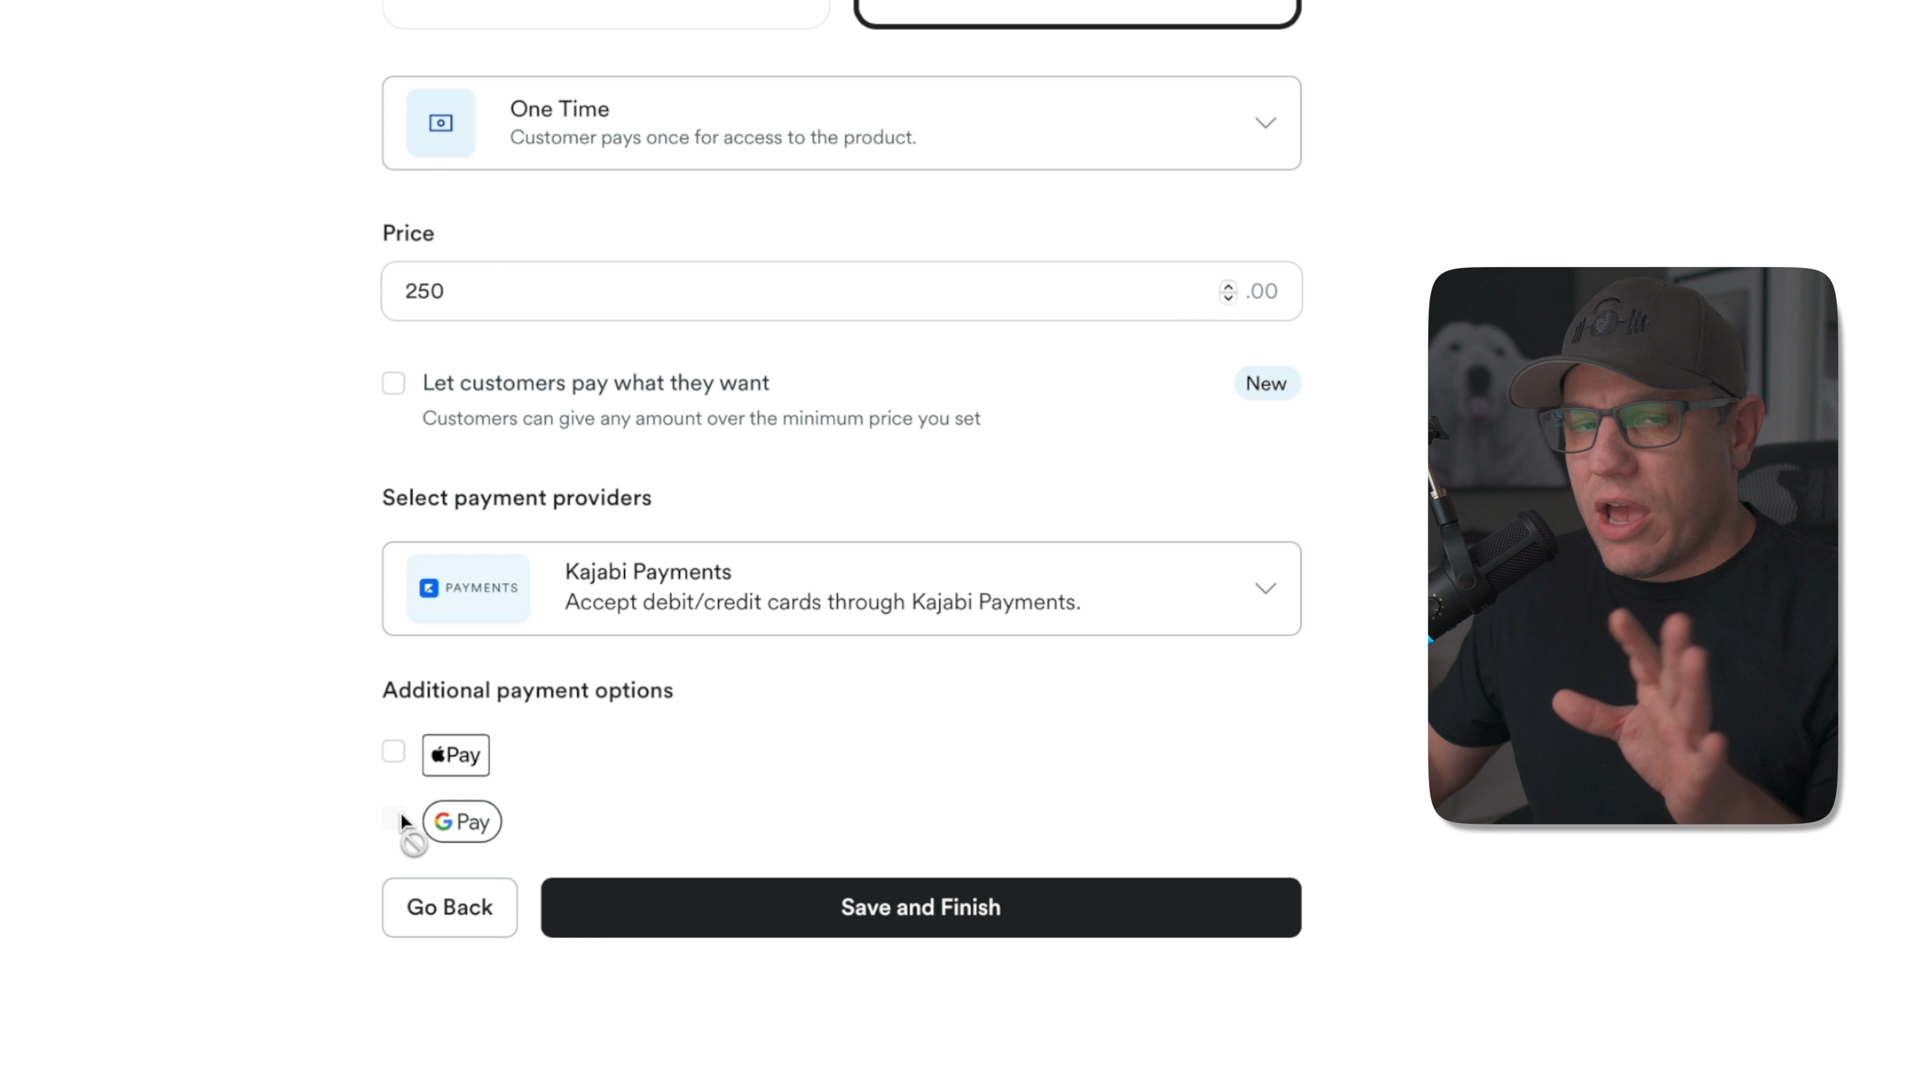 One Time
Customer pays once for access to the product.
Price
250
.00
Let customers pay what they want
New
Customers can give any amount over the minimum price you set
Select payment providers
PAYMENTS
Kajabi Payments
Accept debit/credit cards through Kajabi Payments.
Additional payment options
Pay
G Pay
Go Back
Save and Finish